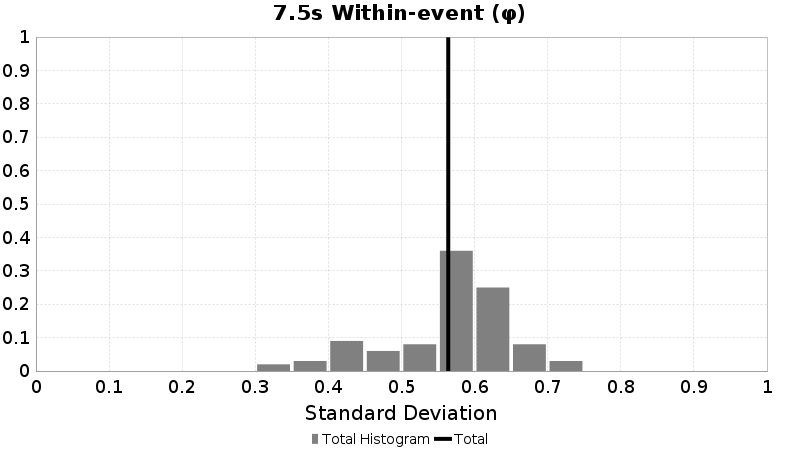 7.5s Within-event (φ)
1
0.9
0.8
0.7
0.6
0.5
0.4
0.3
0.2
0.1
0
0 0.1 0.2 0.3 0.4 0.5 0.6 0.7 0.8 0.9 1
Standard Deviation
Total Histogram Total